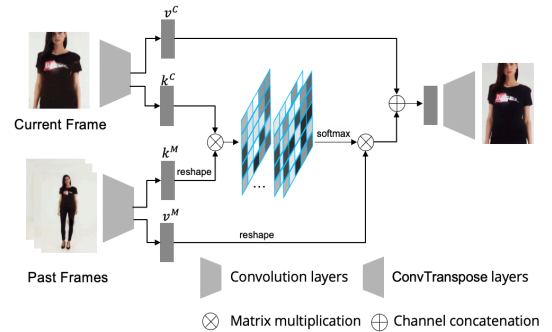 v^C
k^C
Current Frame
k^M
reshape
softmax
...
v^M
reshape
Past Frames
Convolution layers
ConvTranspose layers
Matrix multiplication
Channel concatenation